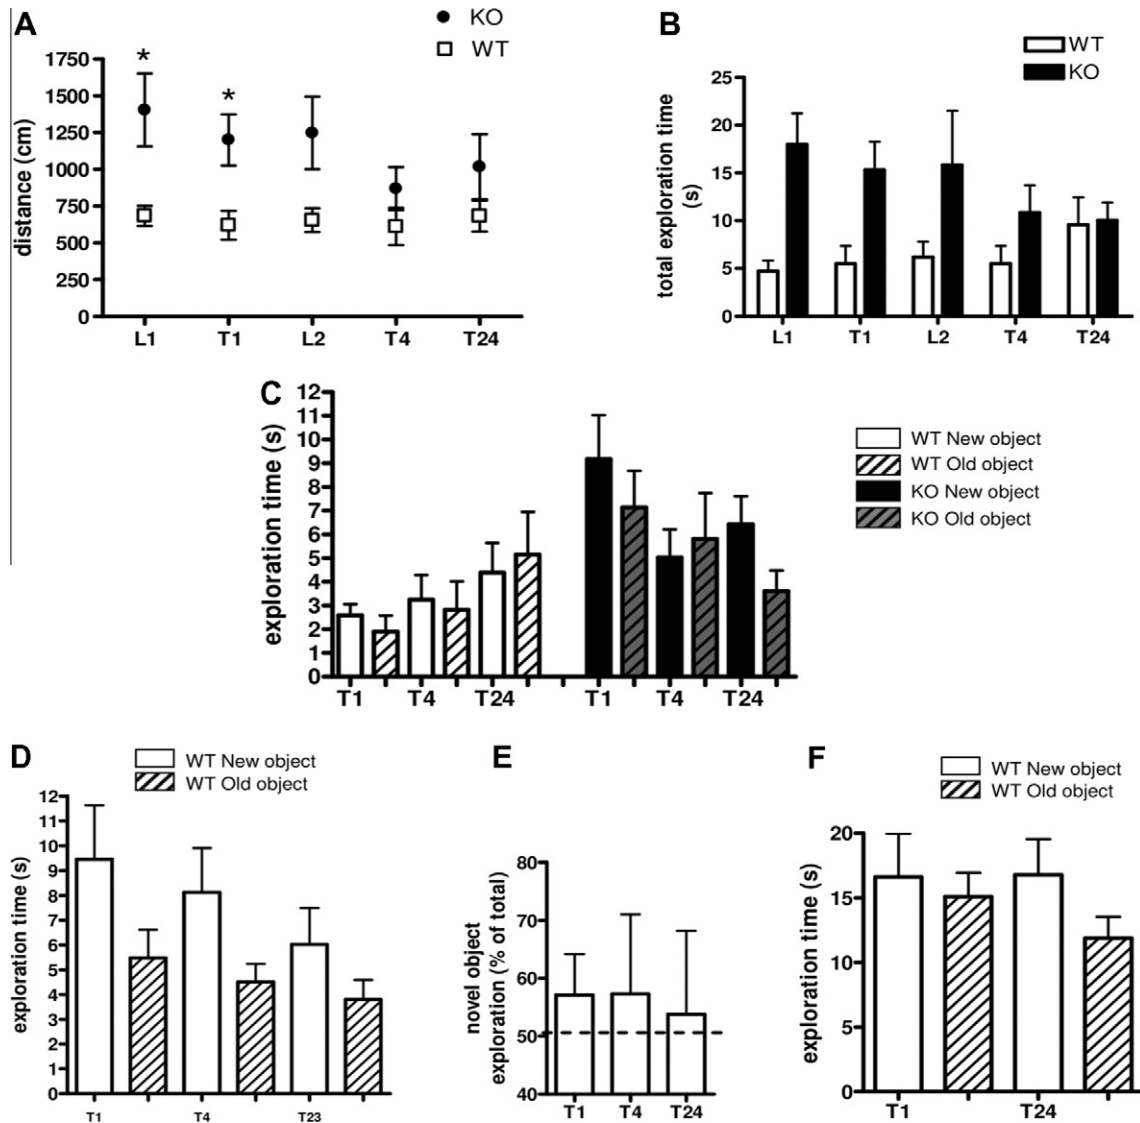 A
KO
WT
distance (cm)
1750
1500
1250
1000
750
500
250
0
*
*
L1 T1 L2 T4 T24
B
WT
KO
total exploration time
(s)
25
20
15
10
5
0
L1 T1 L2 T4 T24
C
exploration time (s)
12
11
10
9
8
7
6
5
4
3
2
1
0
T1 T4 T24 T1 T4 T24
WT New object
WT Old object
KO New object
KO Old object
D
WT New object
WT Old object
exploration time (s)
12
11
10
9
8
7
6
5
4
3
2
1
0
T1 T4 T23
E
novel object
exploration (% of total)
80
70
60
50
40
T1 T4 T24
F
WT New object
WT Old object
exploration time (s)
20
15
10
5
0
T1 T24